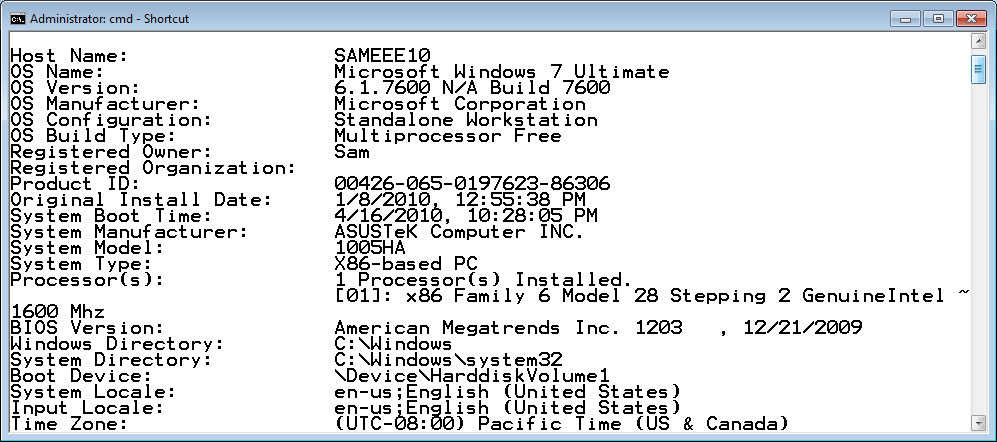 Administrator: cmd - Shortcut
Host Name:                 SAMEEE10
OS Name:                   Microsoft Windows 7 Ultimate
OS Version:                6.1.7600 N/A Build 7600
OS Manufacturer:           Microsoft Corporation
OS Configuration:          Standalone Workstation
OS Build Type:             Multiprocessor Free
Registered Owner:          Sam
Registered Organization:
Product ID:                00426-065-0197623-86306
Original Install Date:     1/8/2010, 12:55:38 PM
System Boot Time:          4/16/2010, 10:28:05 PM
System Manufacturer:       ASUSTeK Computer INC.
System Model:              1005HA
System Type:               X86-based PC
Processor(s):              1 Processor(s) Installed.
                           [01]: x86 Family 6 Model 28 Stepping 2 GenuineIntel ~
1600 Mhz
BIOS Version:              American Megatrends Inc. 1203   , 12/21/2009
Windows Directory:         C:\Windows
System Directory:          C:\Windows\system32
Boot Device:               \Device\HarddiskVolume1
System Locale:             en-us;English (United States)
Input Locale:              en-us;English (United States)
Time Zone:                 (UTC-08:00) Pacific Time (US & Canada)